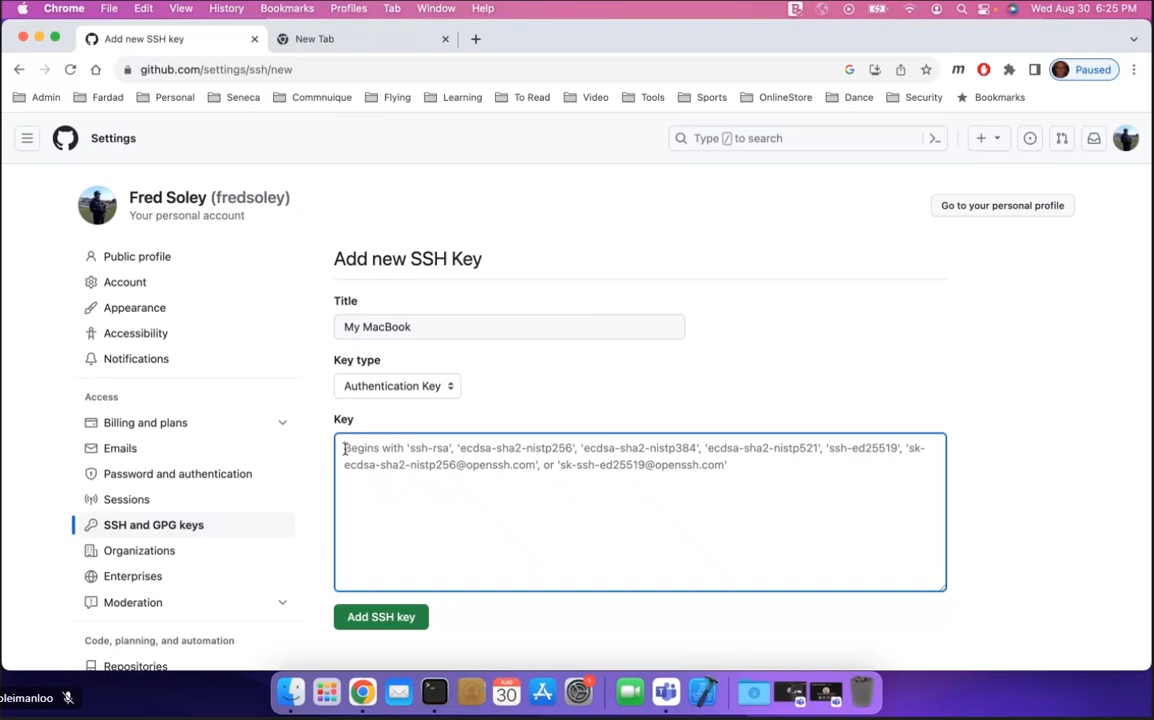 Chrome File Edit View History Bookmarks Profiles Tab Window Help Wed Aug 30 6:25 PM
Add new SSH key New Tab
github.com/settings/ssh/new Paused
Admin Fardad Personal Seneca Commnuique Flying Learning To Read Video Tools Sports OnlineStore Dance Security Bookmarks
Settings Type / to search
Fred Soley (fredsoley)
Your personal account
Go to your personal profile
Public profile
Account
Appearance
Accessibility
Notifications
Access
Billing and plans
Emails
Password and authentication
Sessions
SSH and GPG keys
Organizations
Enterprises
Moderation
Code, planning, and automation
Repositories
Add new SSH Key
Title
My MacBook
Key type
Authentication Key
Key
Begins with 'ssh-rsa', 'ecdsa-sha2-nistp256', 'ecdsa-sha2-nistp384', 'ecdsa-sha2-nistp521', 'ssh-ed25519', 'sk-
ecdsa-sha2-nistp256@openssh.com', or 'sk-ssh-ed25519@openssh.com'
Add SSH key
oleimanloo
AUG
30
1